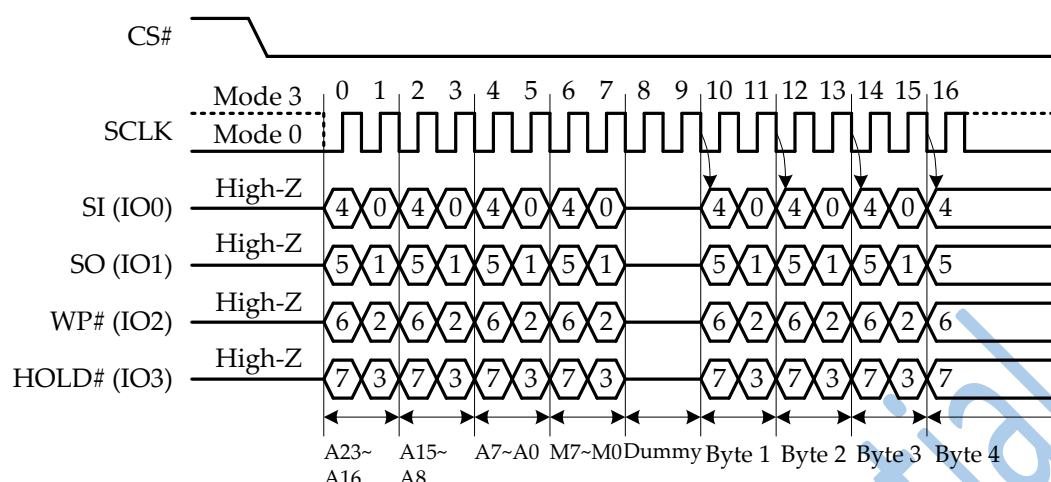 CS#
Mode 3 0 1 2 3 4 5 6 7 8 9 10 11 12 13 14 15 16
SCLK Mode 0
SI (IO0) High-Z 4 0 4 0 4 0 4 0 4 0 4 0 4 0 4
SO (IO1) High-Z 5 1 5 1 5 1 5 1 5 1 5 1 5 1 5
WP# (IO2) High-Z 6 2 6 2 6 2 6 2 6 2 6 2 6 2 6
HOLD# (IO3) High-Z 7 3 7 3 7 3 7 3 7 3 7 3 7 3 7
A23~ A15~ A7~A0 M7~M0 Dummy Byte 1 Byte 2 Byte 3 Byte 4
A16 A8